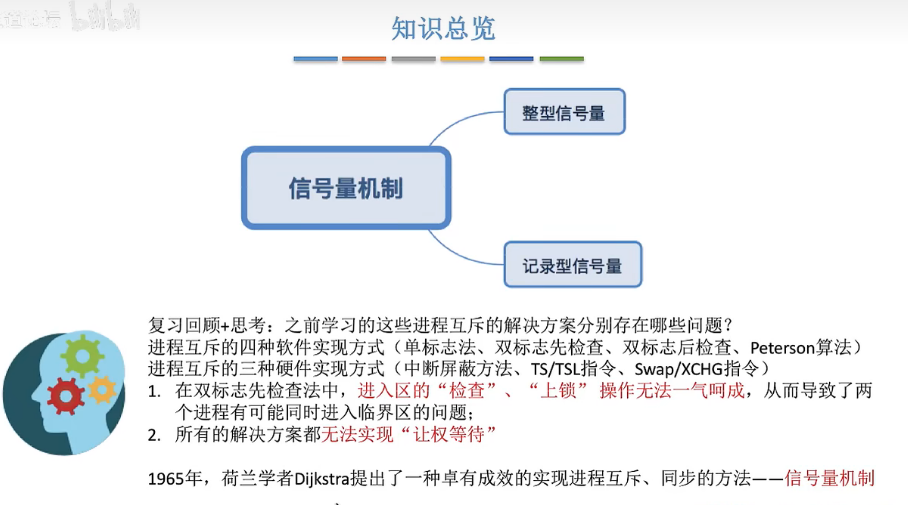 bilibili
知识总览
整型信号量
信号量机制
记录型信号量
复习回顾+思考：之前学习的这些进程互斥的解决方案分别存在哪些问题？
进程互斥的四种软件实现方式（单标志法、双标志先检查、双标志后检查、Peterson算法）
进程互斥的三种硬件实现方式（中断屏蔽方法、TS/TSL指令、Swap/XCHG指令）
1. 在双标志先检查法中，进入区的“检查”、“上锁” 操作无法一气呵成，从而导致了两
个进程有可能同时进入临界区的问题；
2. 所有的解决方案都无法实现“让权等待”
1965年，荷兰学者Dijkstra提出了一种卓有成效的实现进程互斥、同步的方法——信号量机制